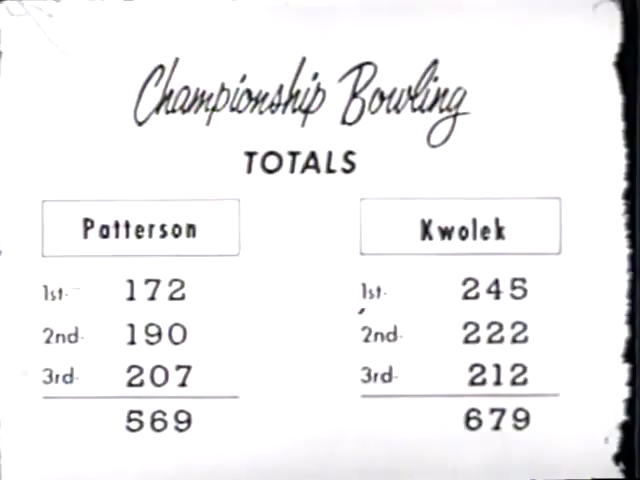 Championship Bowling
TOTALS
Patterson Kwolek
1st. 172 1st. 245
2nd. 190 2nd. 222
3rd. 207 3rd. 212
569 679